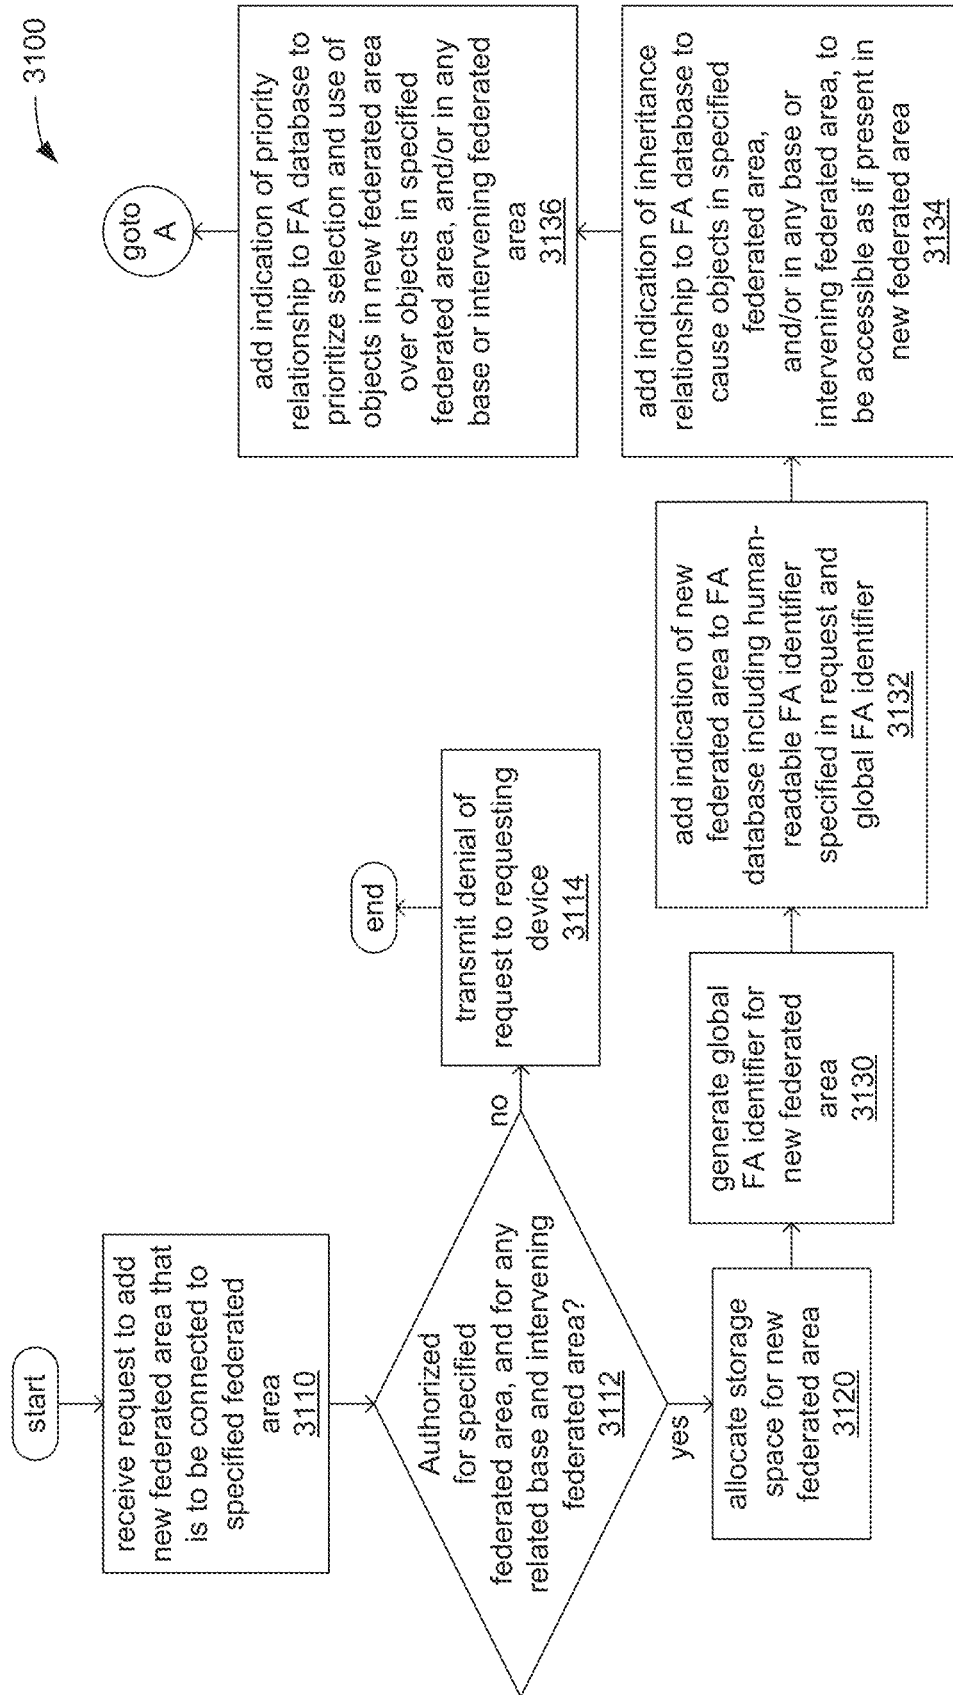 3100
start
receive request to add
new federated area that
is to be connected to
specified federated
area
3110
Authorized
for specified
federated area, and for any
related base and intervening
federated area?
3112
no
transmit denial of
request to requesting
device
3114
end
yes
allocate storage
space for new
federated area
3120
generate global
FA identifier for
new federated
area
3130
add indication of new
federated area to FA
database including human-
readable FA identifier
specified in request and
global FA identifier
3132
add indication of inheritance
relationship to FA database to
cause objects in specified
federated area,
and/or in any base or
intervening federated area, to
be accessible as if present in
new federated area
3134
add indication of priority
relationship to FA database to
prioritize selection and use of
objects in new federated area
over objects in specified
federated area, and/or in any
base or intervening federated
area
3136
goto
A